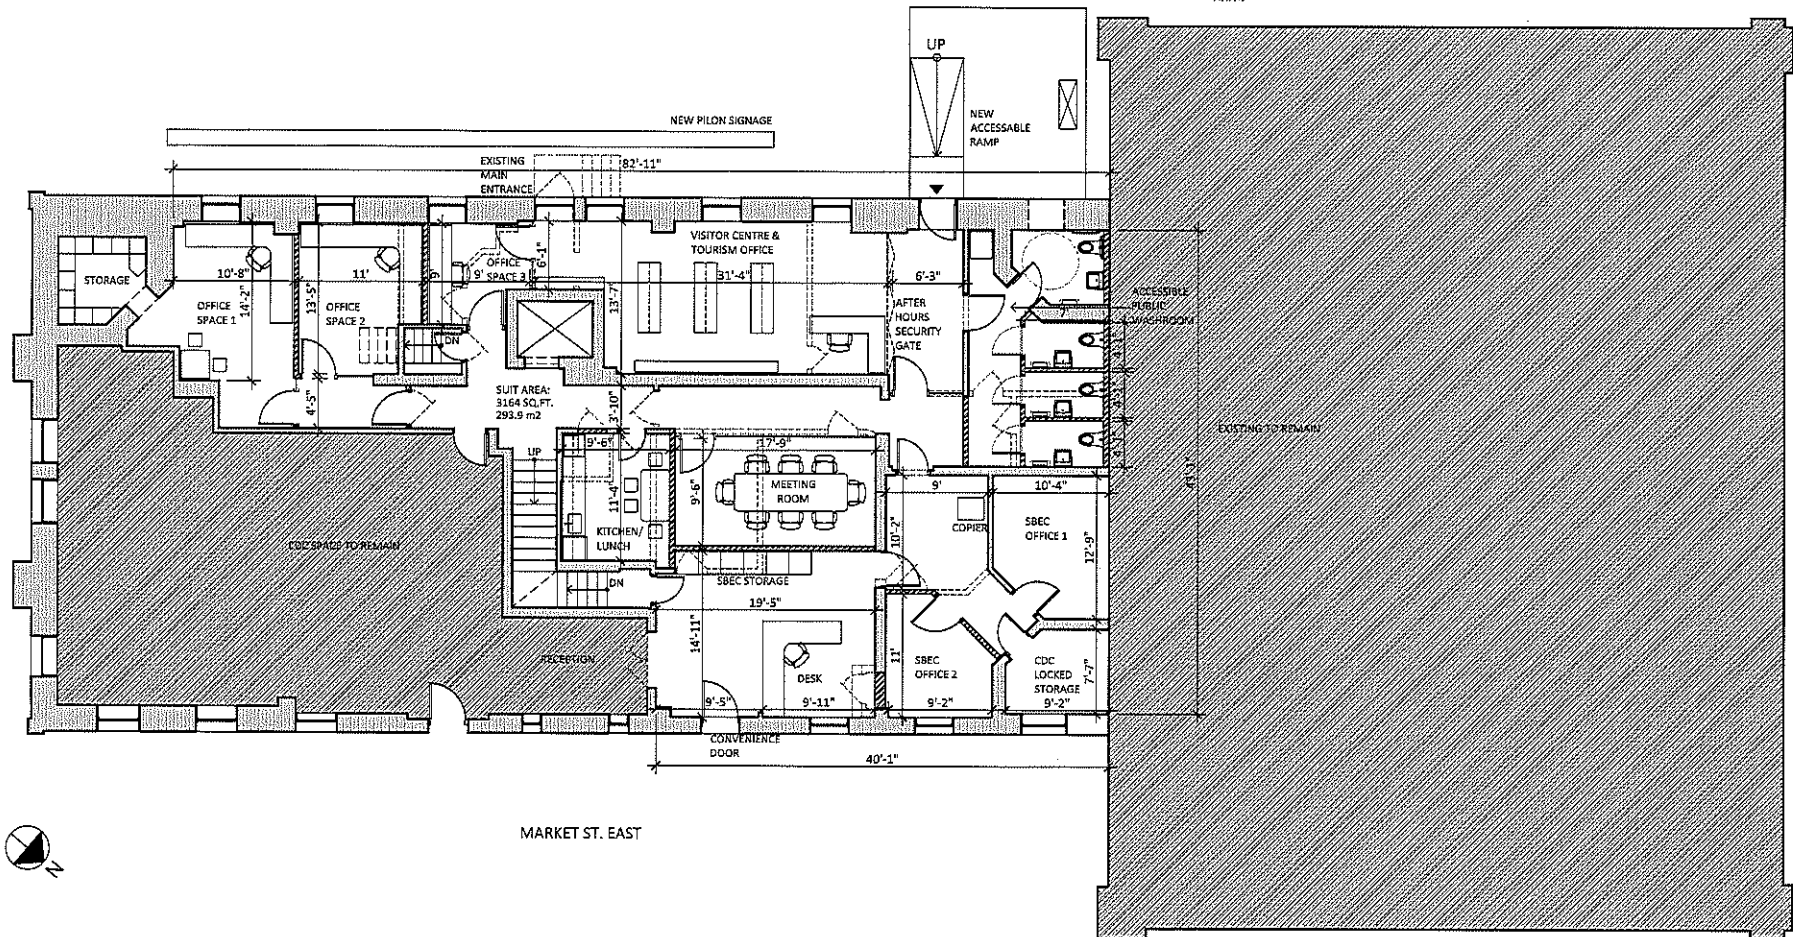 UP
NEW
ACCESSABLE
RAMP
NEW PILON SIGNAGE
EXISTING
MAIN
ENTRANCE
82'-11"
STORAGE
10'-8"
14'-2"
OFFICE
SPACE 1
11'
13'-5"
OFFICE
SPACE 2
9'
9'
OFFICE
SPACE 3
6'-1"
13'-7"
VISITOR CENTRE &
TOURISM OFFICE
31'-4"
6'-3"
AFTER
HOURS
SECURITY
GATE
ACCESSIBLE
PUBLIC
WASHROOM
7'
DN
4'-5"
SUIT AREA:
3164 SQ.FT.
293.9 m2
3'-10"
UP
9'-6"
11'-4"
KITCHEN/
LUNCH
17'-9"
9'-6"
MEETING
ROOM
9'
10'-2"
COPIER
10'-4"
SBEC
OFFICE 1
12'-9"
43'-1"
EXISTING TO REMAIN
CDC SPACE TO REMAIN
DN
SBEC STORAGE
19'-5"
14'-11"
RECEPTION
DESK
9'-5"
9'-11"
11'
SBEC
OFFICE 2
9'-2"
CDC
LOCKED
STORAGE
7'-7"
9'-2"
CONVENIENCE
DOOR
40'-1"
MARKET ST. EAST
N